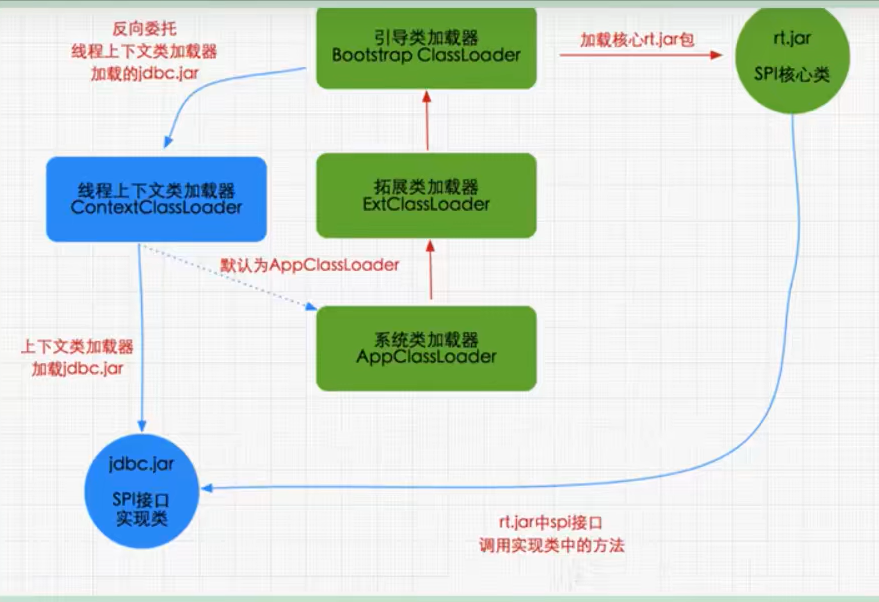 反向委托
线程上下文类加载器
加载的jdbc.jar
引导类加载器
Bootstrap ClassLoader
加载核心rt.jar包
rt.jar
SPI核心类
线程上下文类加载器
ContextClassLoader
拓展类加载器
ExtClassLoader
默认为AppClassLoader
系统类加载器
AppClassLoader
上下文类加载器
加载jdbc.jar
jdbc.jar
SPI接口
实现类
rt.jar中spi接口
调用实现类中的方法